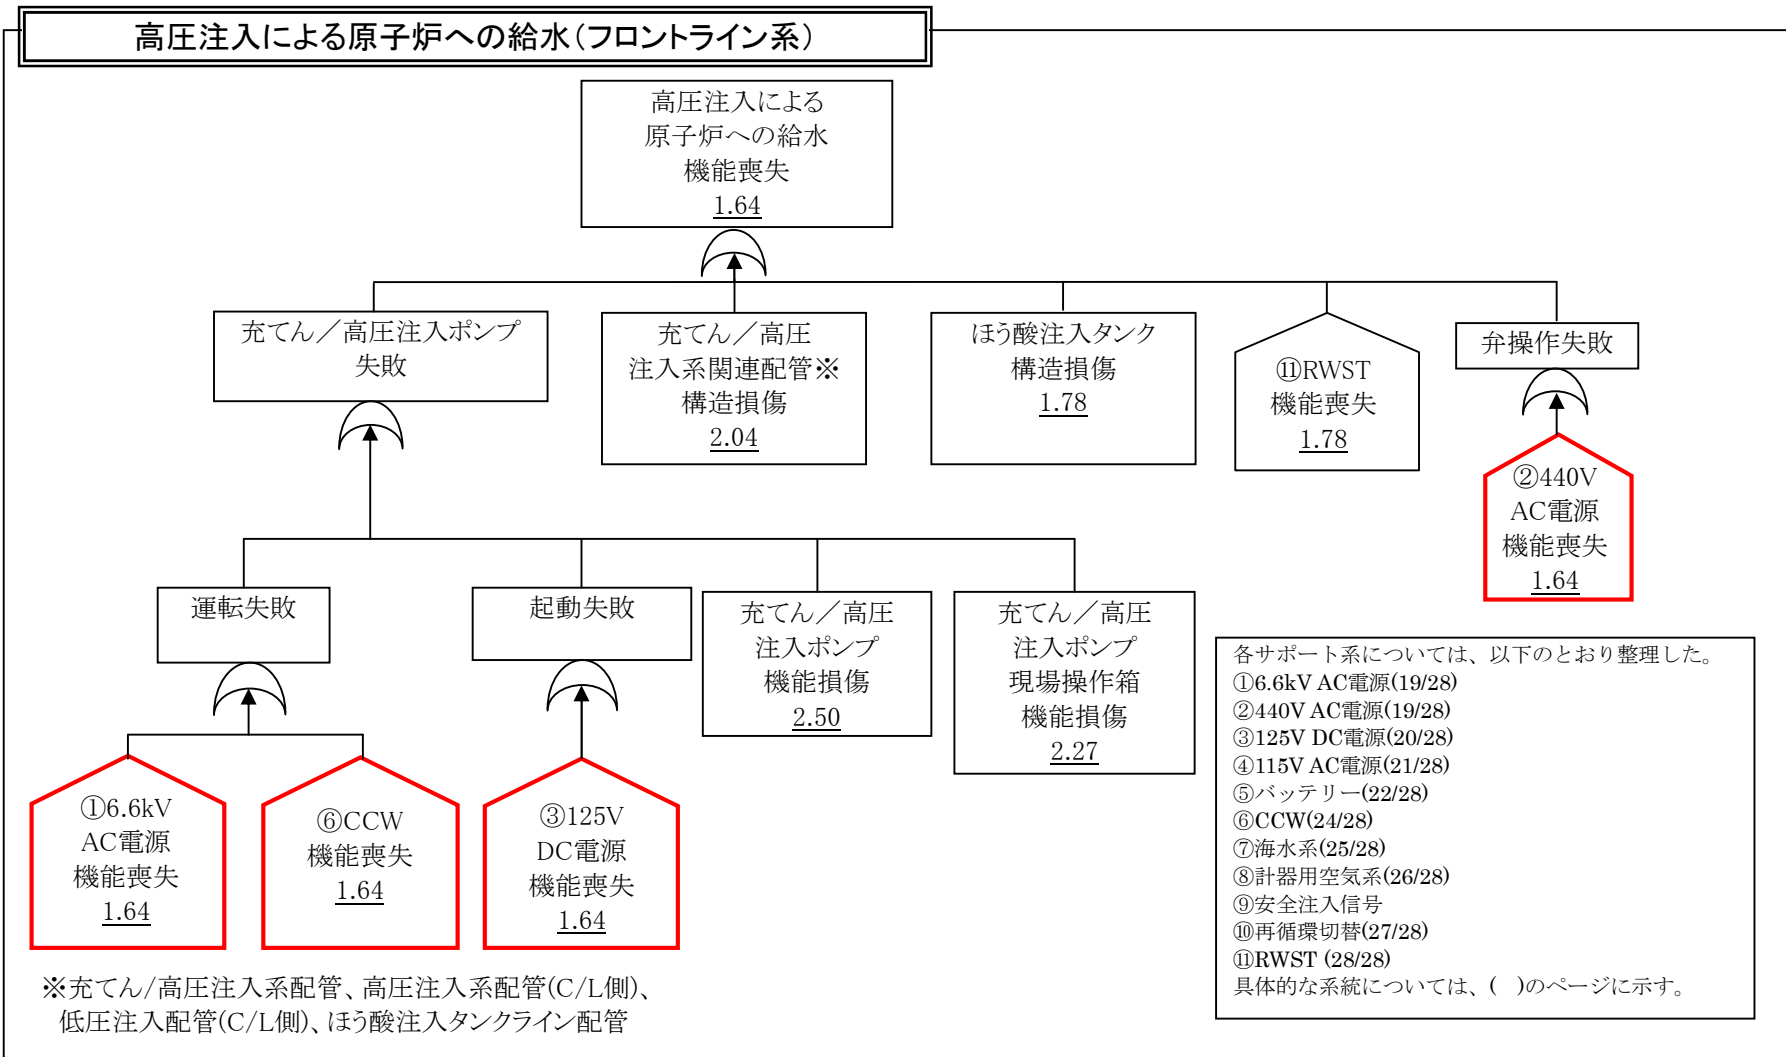 高圧注入による原子炉への給水(フロントライン系)
高圧注入による
原子炉への給水
機能喪失
1.64
充てん／高圧注入ポンプ
失敗
充てん／高圧
注入系関連配管※
構造損傷
2.04
ほう酸注入タンク
構造損傷
1.78
⑪RWST
機能喪失
1.78
弁操作失敗
②440V
AC電源
機能喪失
1.64
運転失敗
起動失敗
充てん／高圧
注入ポンプ
機能損傷
2.50
充てん／高圧
注入ポンプ
現場操作箱
機能損傷
2.27
①6.6kV
AC電源
機能喪失
1.64
⑥CCW
機能喪失
1.64
③125V
DC電源
機能喪失
1.64
各サポート系については、以下のとおり整理した。
①6.6kV AC電源(19/28)
②440V AC電源(19/28)
③125V DC電源(20/28)
④115V AC電源(21/28)
⑤バッテリー(22/28)
⑥CCW(24/28)
⑦海水系(25/28)
⑧計器用空気系(26/28)
⑨安全注入信号
⑩再循環切替(27/28)
⑪RWST (28/28)
具体的な系統については、(　)のページに示す。
※充てん/高圧注入系配管、高圧注入系配管(C/L側)、
低圧注入配管(C/L側)、ほう酸注入タンクライン配管